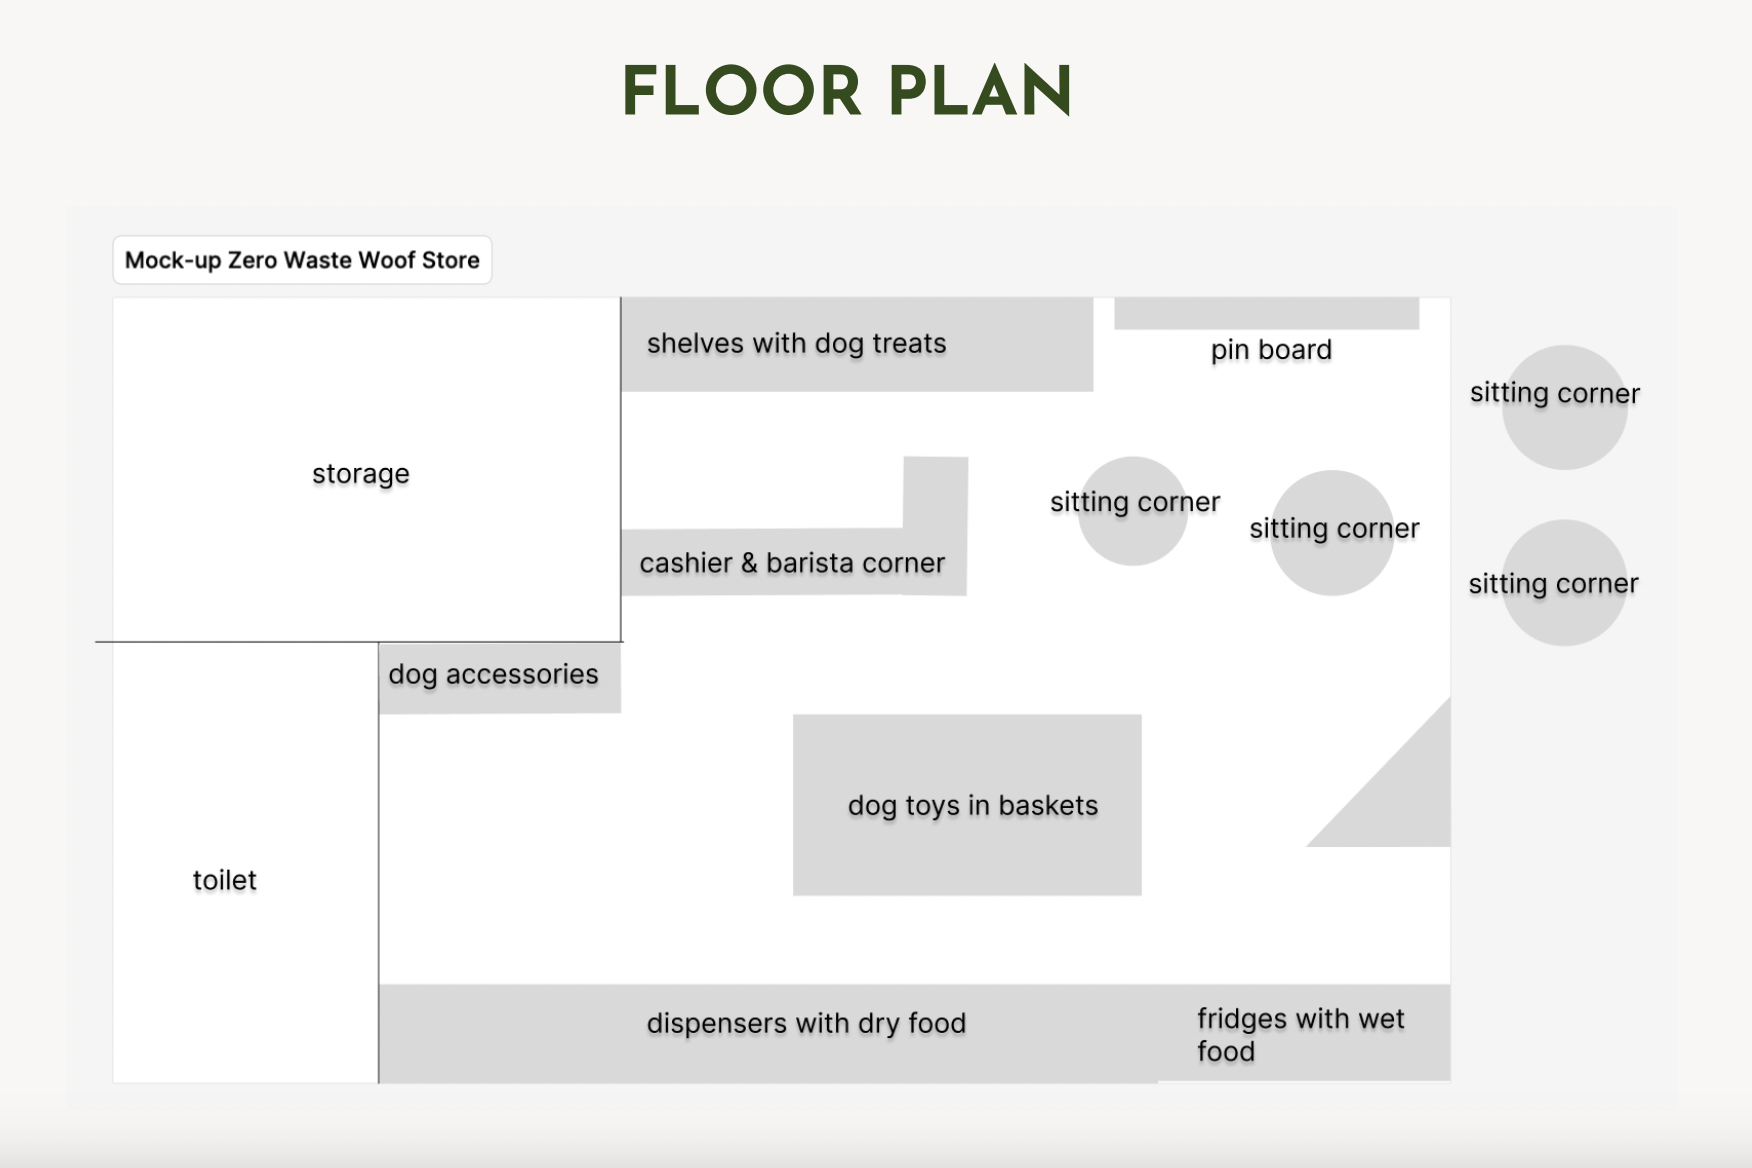 FLOOR PLAN
Mock-up Zero Waste Woof Store
shelves with dog treats
pin board
sitting corner
storage
sitting corner
sitting corner
cashier & barista corner
sitting corner
dog accessories
dog toys in baskets
toilet
dispensers with dry food
fridges with wet
food